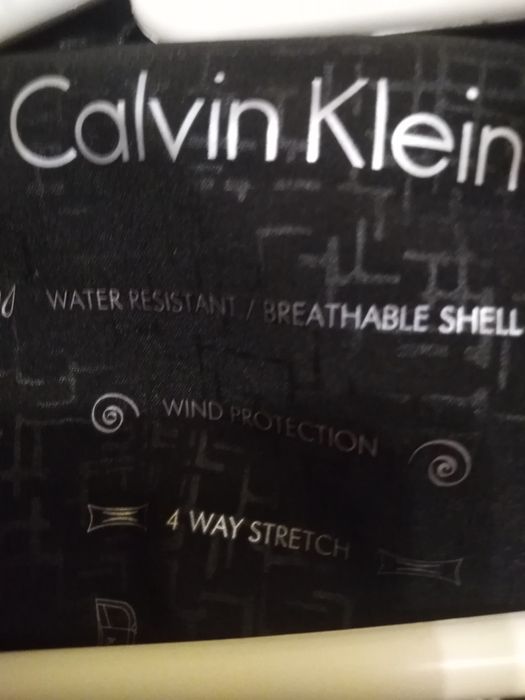 Calvin Klein
WATER RESISTANT / BREATHABLE SHELL
WIND PROTECTION
4 WAY STRETCH